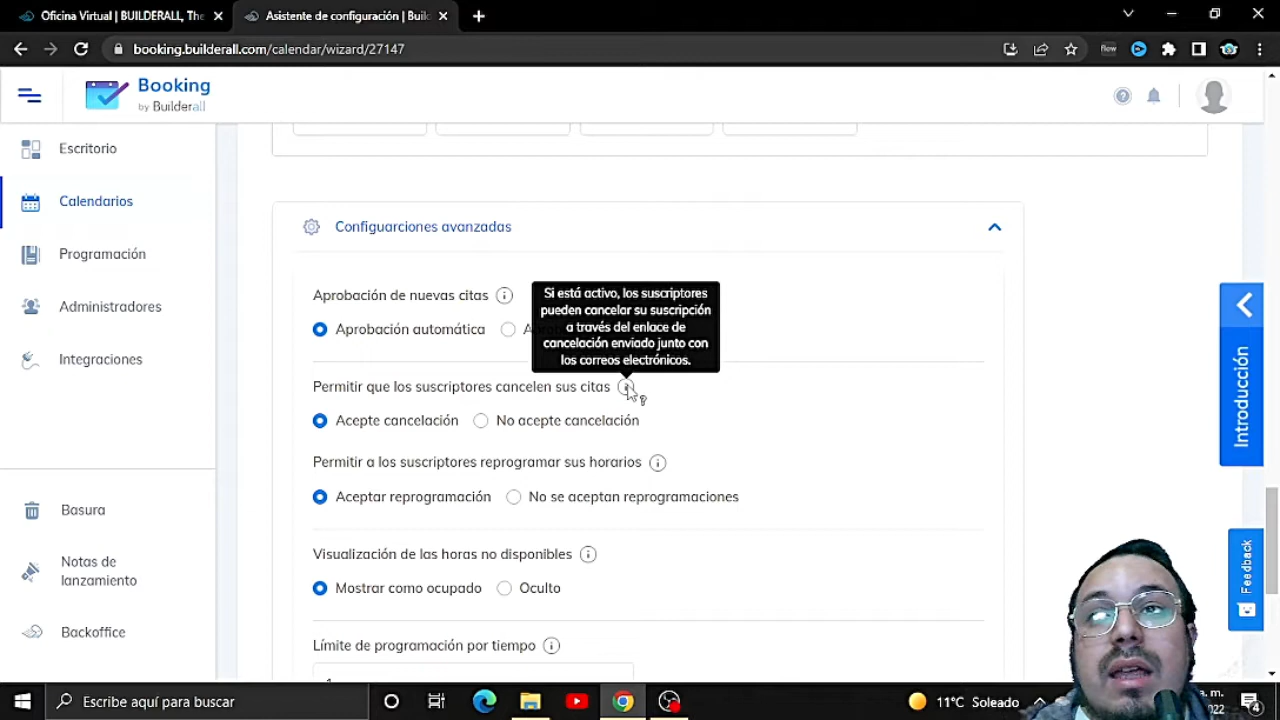 Oficina Virtual | BUILDERALL, The
Asistente de configuración | Buil
booking.builderall.com/calendar/wizard/27147
flow
Booking
by Builderall
Escritorio
Calendarios
Programación
Administradores
Integraciones
Basura
Notas de
lanzamiento
Backoffice
Configuarciones avanzadas
Aprobación de nuevas citas
Si está activo, los suscriptores
pueden cancelar su suscripción
a través del enlace de
cancelación enviado junto con
los correos electrónicos.
Aprobación automática
Permitir que los suscriptores cancelen sus citas
Acepte cancelación
No acepte cancelación
Permitir a los suscriptores reprogramar sus horarios
Aceptar reprogramación
No se aceptan reprogramaciones
Visualización de las horas no disponibles
Mostrar como ocupado
Oculto
Límite de programación por tiempo
Introducción
Feedback
Escribe aquí para buscar
11°C Soleado
a. m.
2022
4